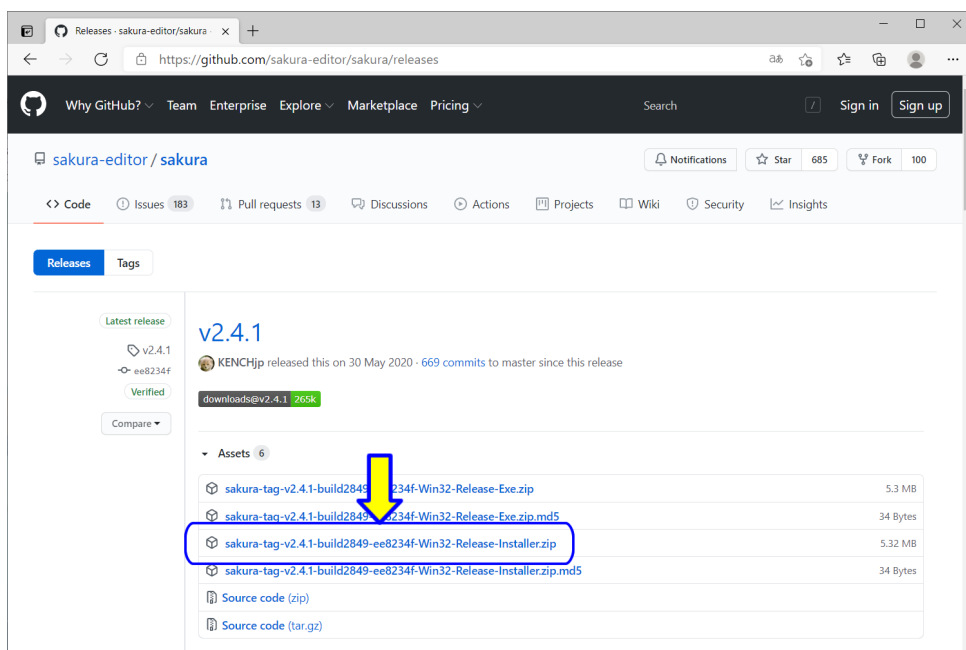 Releases · sakura-editor/sakura
https://github.com/sakura-editor/sakura/releases
Why GitHub? Team Enterprise Explore Marketplace Pricing Search / Sign in Sign up
sakura-editor / sakura Notifications Star 685 Fork 100
Code Issues 183 Pull requests 13 Discussions Actions Projects Wiki Security Insights
Releases Tags
Latest release
v2.4.1
ee8234f
Verified
Compare
v2.4.1
KENCHjp released this on 30 May 2020 · 669 commits to master since this release
downloads@v2.4.1 265k
Assets 6
sakura-tag-v2.4.1-build2849- 8234f-Win32-Release-Exe.zip 5.3 MB
sakura-tag-v2.4.1-build2849- 8234f-Win32-Release-Exe.zip.md5 34 Bytes
sakura-tag-v2.4.1-build2849-ee8234f-Win32-Release-Installer.zip 5.32 MB
sakura-tag-v2.4.1-build2849-ee8234f-Win32-Release-Installer.zip.md5 34 Bytes
Source code (zip)
Source code (tar.gz)